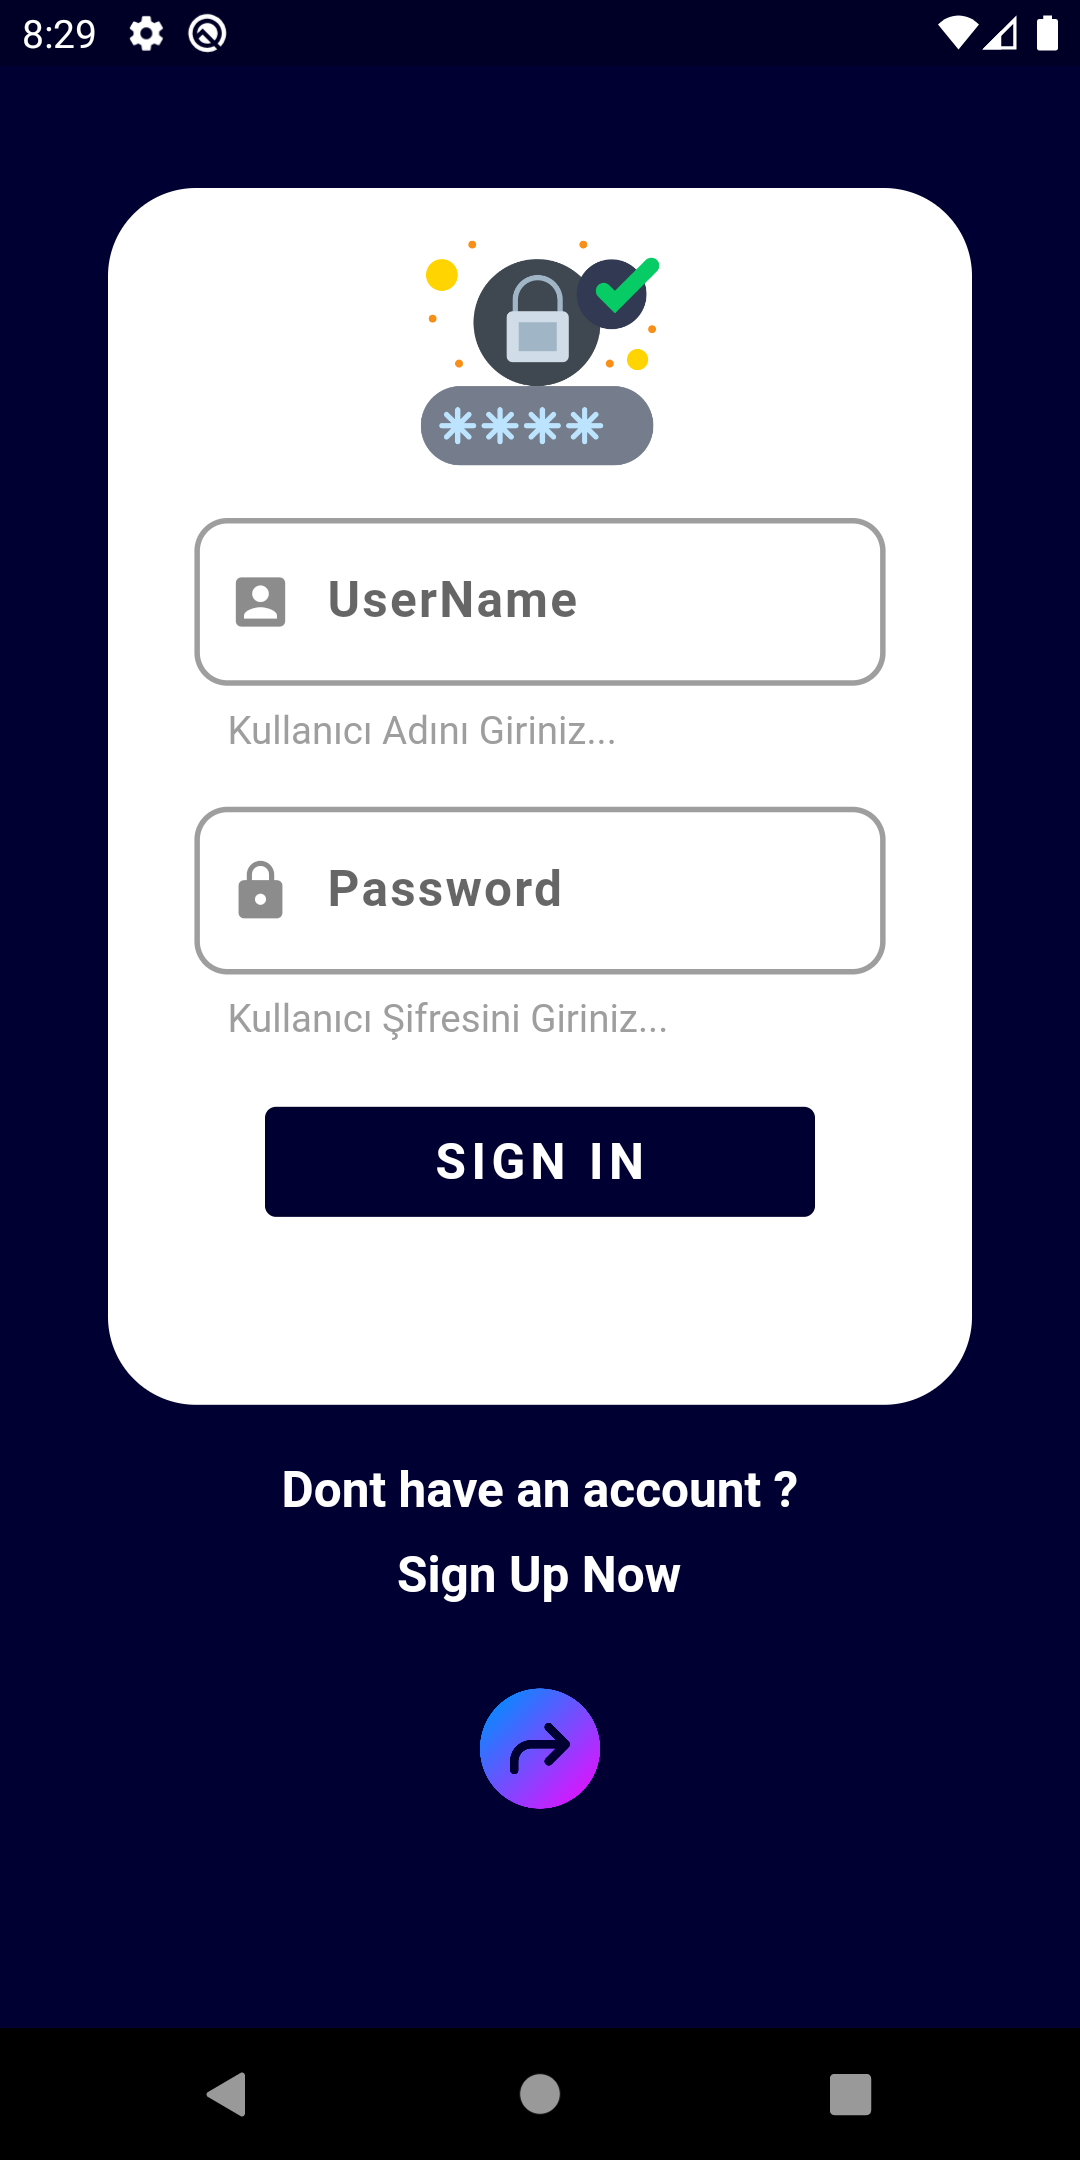 8:29
UserName
Kullanıcı Adını Giriniz...
Password
Kullanıcı Şifresini Giriniz...
SIGN IN
Dont have an account ?
Sign Up Now